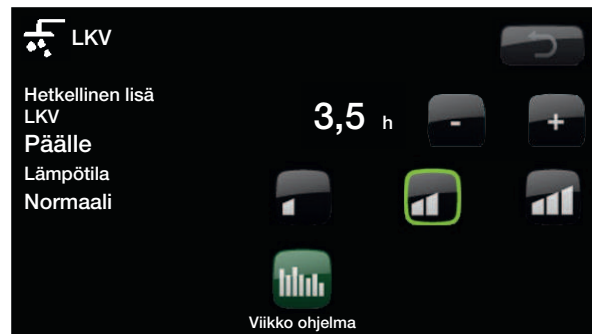 LKV
Hetkellinen lisä
LKV
3,5 h - +
Päälle
Lämpötila
Normaali
Viikko ohjelma